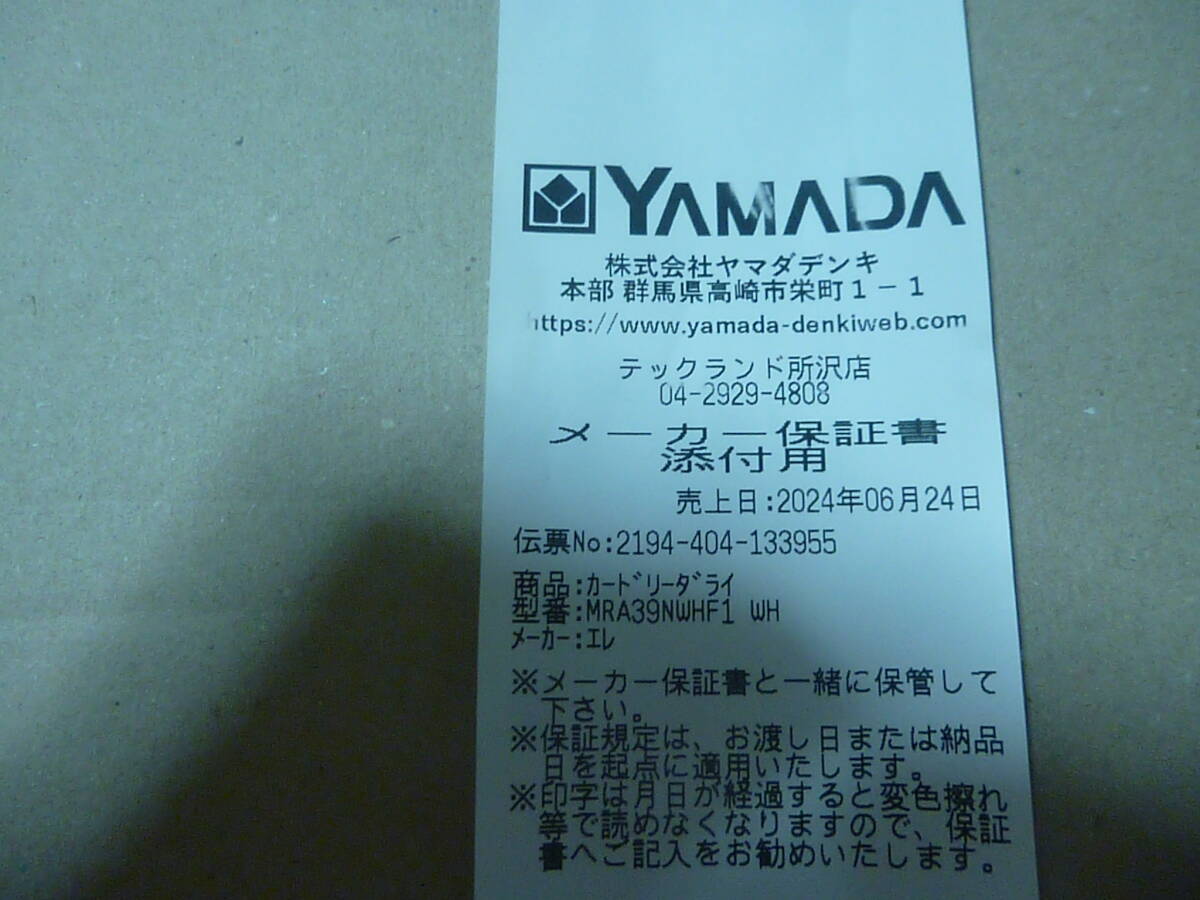 YAMADA
株式会社ヤマダデンキ
本部 群馬県高崎市栄町1-1
https://www.yamada-denkiweb.com
テックランド所沢店
04-2929-4808
メーカー保証書
添付用
売上日:2024年06月24日
伝票No:2194-404-133955
商品:ｶｰﾄﾞﾘｰﾀﾞﾗｲ
型番:MRA39NWHF1 WH
ﾒｰｶｰ:ｴﾚ
※メーカー保証書と一緒に保管して
下さい。
※保証規定は、お渡し日または納品
日を起点に適用いたします。
※印字は月日が経過すると変色擦れ
等で読めなくなりますので、保証
書へご記入をお勧めいたします。